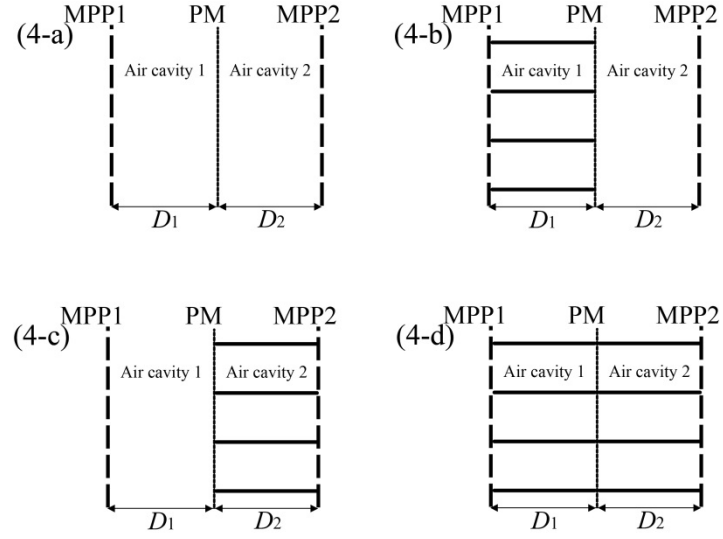 MPP1 PM MPP2
(4-a)
Air cavity 1 Air cavity 2
D1 D2
MPP1 PM MPP2
(4-b)
Air cavity 1 Air cavity 2
D1 D2
MPP1 PM MPP2
(4-c)
Air cavity 1 Air cavity 2
D1 D2
MPP1 PM MPP2
(4-d)
Air cavity 1 Air cavity 2
D1 D2